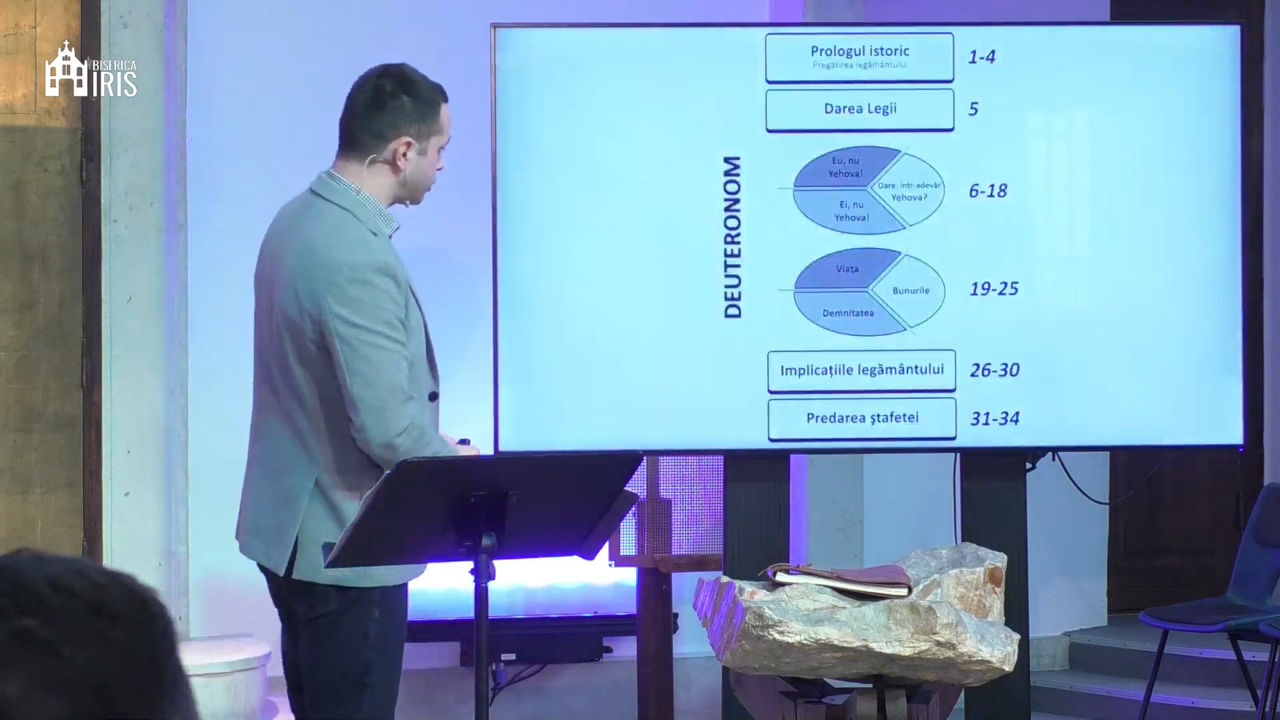 BISERICA
IRIS
DEUTERONOM
Prologul istoric
Pregătirea legământului
1-4
Darea Legii
5
Eu, nu
Yehova!
Oare, într-adevăr
Yehova?
Ei, nu
Yehova!
6-18
Viața
Bunurile
Demnitatea
19-25
Implicațiile legământului
26-30
Predarea ștafetei
31-34